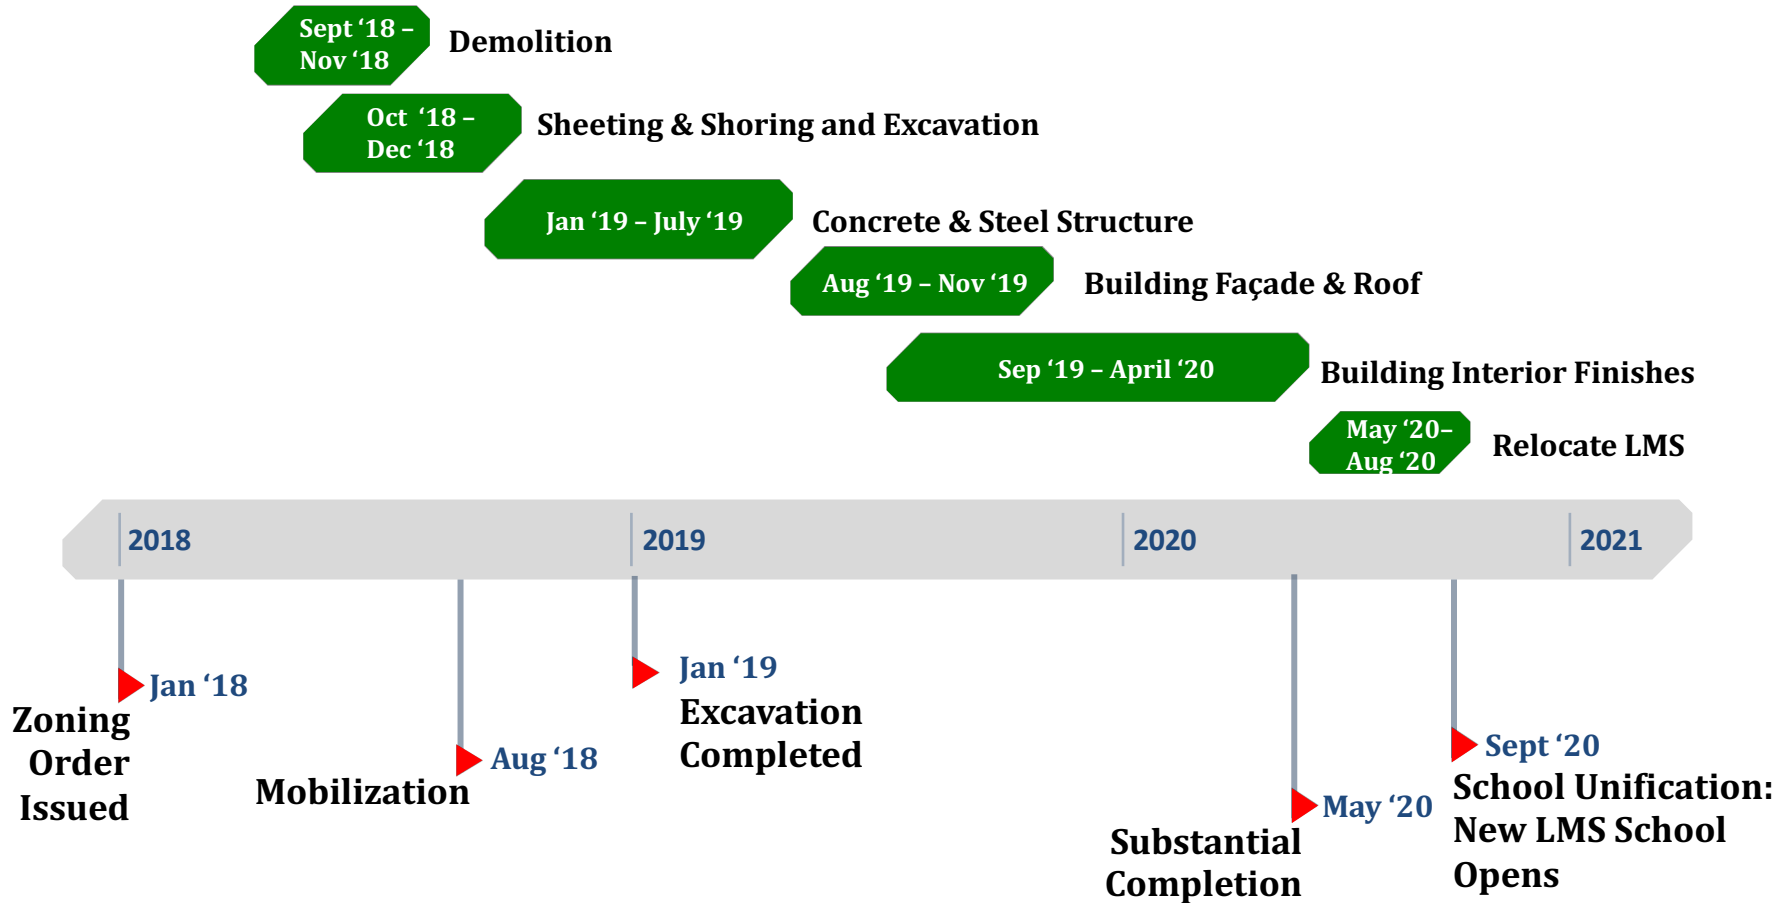 Sept ‘18 –
Nov ‘18
Demolition
Oct  ‘18 –
Dec ‘18
Sheeting & Shoring and Excavation
Jan ‘19 – July ‘19
Concrete & Steel Structure
Aug ‘19 – Nov ‘19
Building Façade & Roof
Sep ‘19 – April ‘20
Building Interior Finishes
May ‘20–
Aug ‘20
Relocate LMS
2018
2019
2020
2021
Jan ‘18
Zoning
Order
Issued
Aug ‘18
Mobilization
Jan ‘19
Excavation
Completed
May ‘20
Substantial
Completion
Sept ‘20
School Unification:
New LMS School
Opens